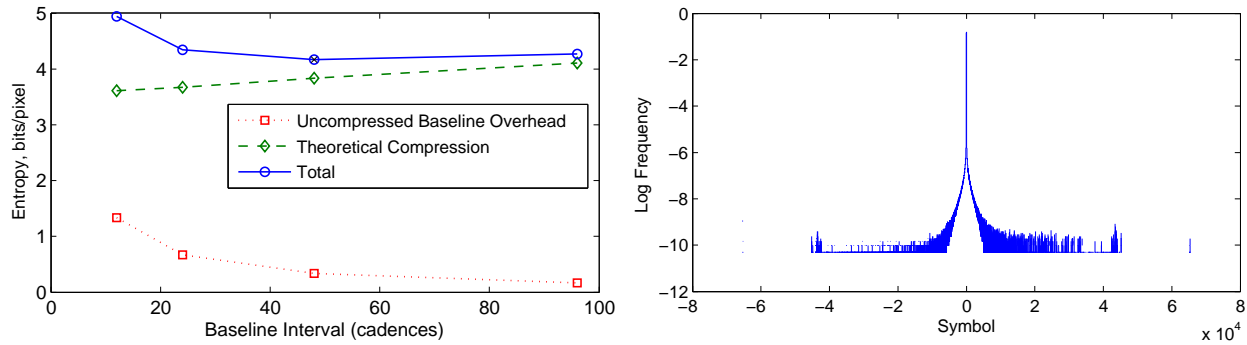 5
4
3
2
1
0
Entropy, bits/pixel
Uncompressed Baseline Overhead
Theoretical Compression
Total
0 20 40 60 80 100
Baseline Interval (cadences)
0
−2
−4
−6
−8
−10
−12
Log Frequency
−8 −6 −4 −2 0 2 4 6 8
Symbol
x 10^4